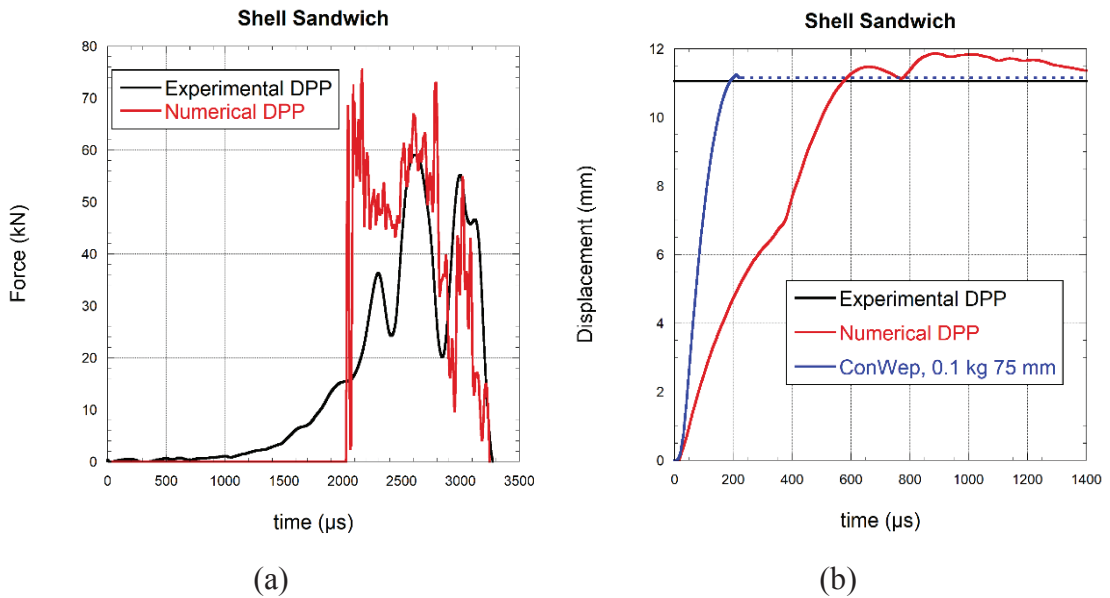 Shell Sandwich
80
70
60
50
40
30
20
10
0
Force (kN)
Experimental DPP
Numerical DPP
0 500 1000 1500 2000 2500 3000 3500
time (µs)
(a)
Shell Sandwich
12
10
8
6
4
2
0
Displacement (mm)
Experimental DPP
Numerical DPP
ConWep, 0.1 kg 75 mm
0 200 400 600 800 1000 1200 1400
time (µs)
(b)